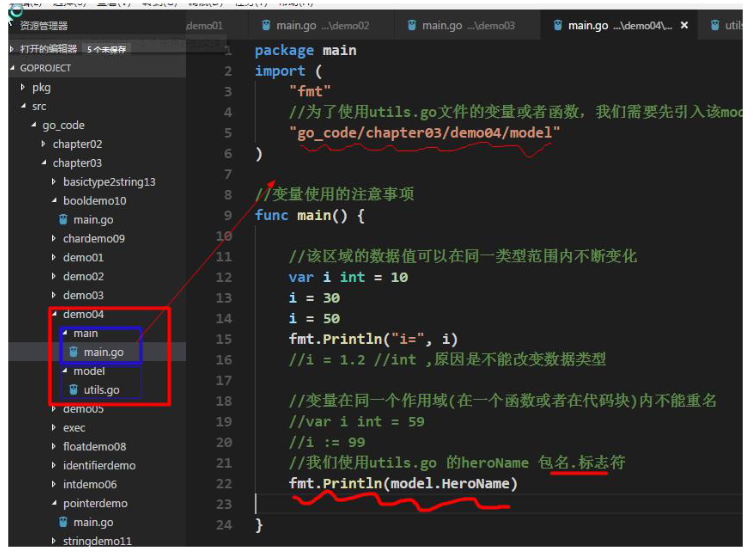 资源管理器
打开的编辑器 5个未保存
GOPROJECT
pkg
src
go_code
chapter02
chapter03
basictype2string13
booldemo10
main.go
chardemo09
demo01
demo02
demo03
demo04
main
main.go
model
utils.go
demo05
exec
floatdemo08
identifierdemo
intdemo06
pointerdemo
main.go
stringdemo11
demo01 main.go ...\demo02 main.go ...\demo03 main.go ...\demo04\... × utils
1 package main
2 import (
3 "fmt"
4 //为了使用utils.go文件的变量或者函数，我们需要先引入该mod
5 "go_code/chapter03/demo04/model"
6 )
7
8 //变量使用的注意事项
9 func main() {
10
11 //该区域的数据值可以在同一类型范围内不断变化
12 var i int = 10
13 i = 30
14 i = 50
15 fmt.Println("i=", i)
16 //i = 1.2 //int ,原因是不能改变数据类型
17
18 //变量在同一个作用域(在一个函数或者在代码块)内不能重名
19 //var i int = 59
20 //i := 99
21 //我们使用utils.go 的heroName 包名.标志符
22 fmt.Println(model.HeroName)
23
24 }